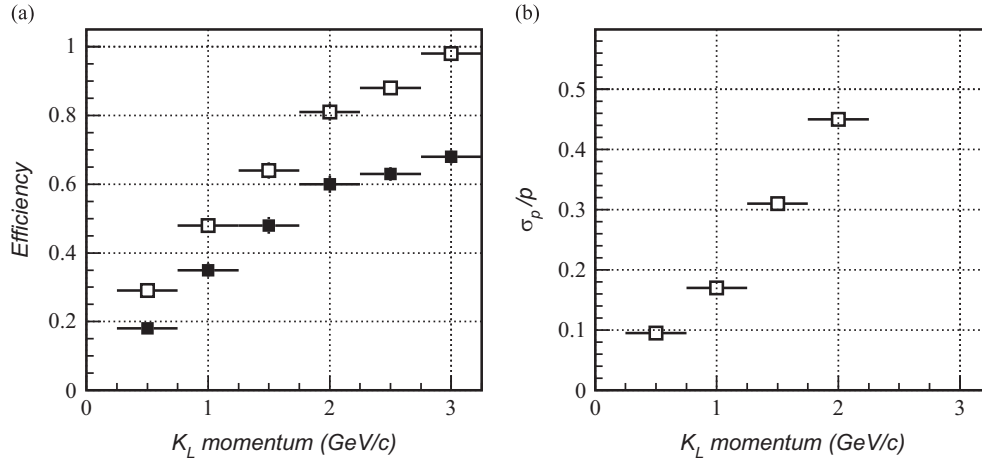 (a)
1
0.8
0.6
0.4
0.2
0
Efficiency
0 1 2 3
K_L momentum (GeV/c)
(b)
0.5
0.4
0.3
0.2
0.1
0
σ_p/p
0 1 2 3
K_L momentum (GeV/c)